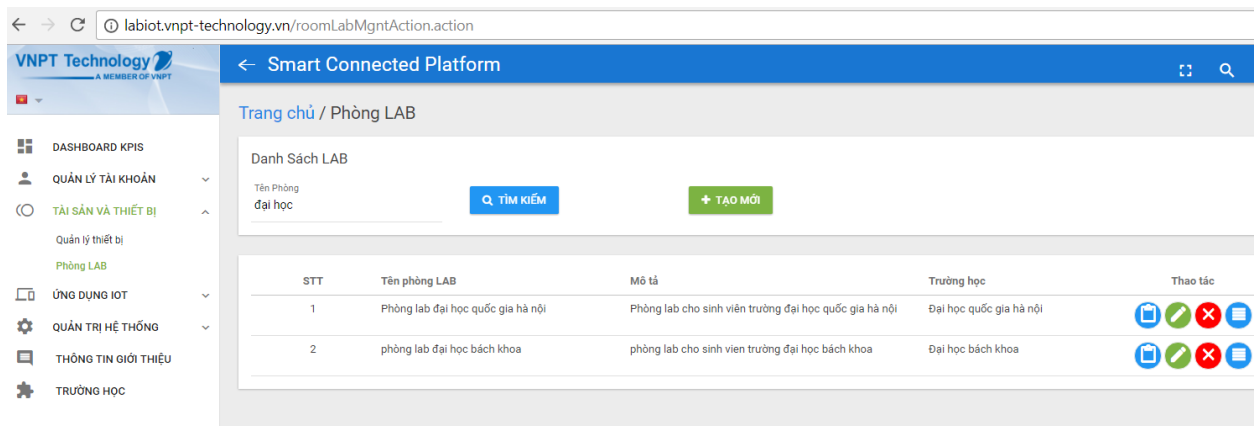 labiot.vnpt-technology.vn/roomLabMgntAction.action
VNPT Technology
A MEMBER OF VNPT
Smart Connected Platform
Trang chủ / Phòng LAB
DASHBOARD KPIS
QUẢN LÝ TÀI KHOẢN
TÀI SẢN VÀ THIẾT BỊ
Quản lý thiết bị
Phòng LAB
ỨNG DỤNG IOT
QUẢN TRỊ HỆ THỐNG
THÔNG TIN GIỚI THIỆU
TRƯỜNG HỌC
Danh Sách LAB
Tên Phòng
đại học TÌM KIẾM + TẠO MỚI
STT Tên phòng LAB Mô tả Trường học Thao tác
1 Phòng lab đại học quốc gia hà nội Phòng lab cho sinh viên trường đại học quốc gia hà nội Đại học quốc gia hà nội
2 phòng lab đại học bách khoa phòng lab cho sinh vien trường đại học bách khoa Đại học bách khoa